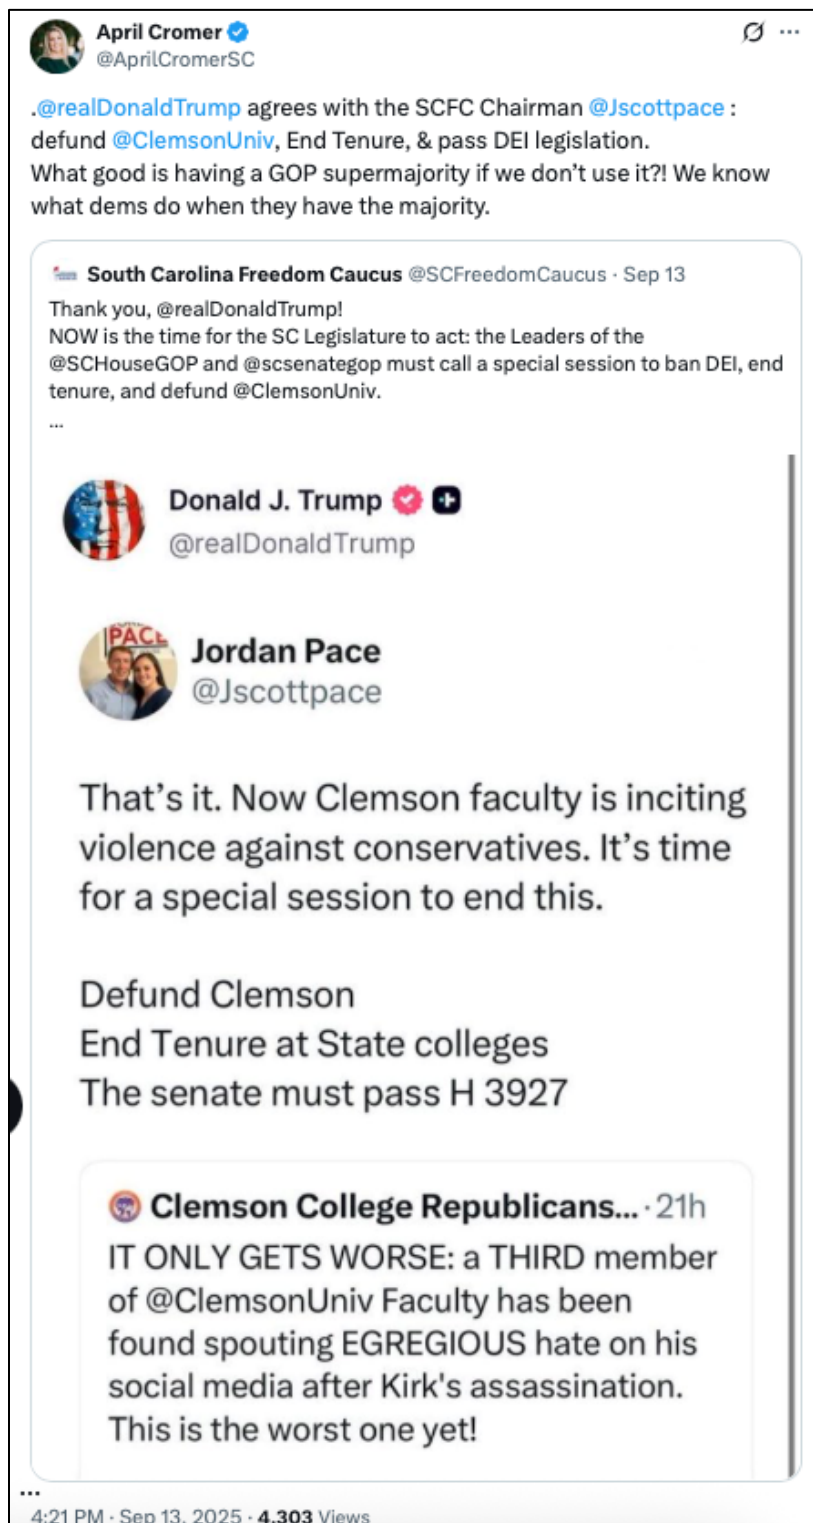 April Cromer
@AprilCromerSC
.@realDonaldTrump agrees with the SCFC Chairman @Jscottpace :
defund @ClemsonUniv, End Tenure, & pass DEI legislation.
What good is having a GOP supermajority if we don’t use it?! We know
what dems do when they have the majority.
South Carolina Freedom Caucus @SCFreedomCaucus · Sep 13
Thank you, @realDonaldTrump!
NOW is the time for the SC Legislature to act: the Leaders of the
@SCHouseGOP and @scsenategop must call a special session to ban DEI, end
tenure, and defund @ClemsonUniv.
...
Donald J. Trump
@realDonaldTrump
PACE
Jordan Pace
@Jscottpace
That’s it. Now Clemson faculty is inciting
violence against conservatives. It’s time
for a special session to end this.
Defund Clemson
End Tenure at State colleges
The senate must pass H 3927
Clemson College Republicans... · 21h
IT ONLY GETS WORSE: a THIRD member
of @ClemsonUniv Faculty has been
found spouting EGREGIOUS hate on his
social media after Kirk's assassination.
This is the worst one yet!
...
4:21 PM · Sep 13, 2025 · 4,303 Views